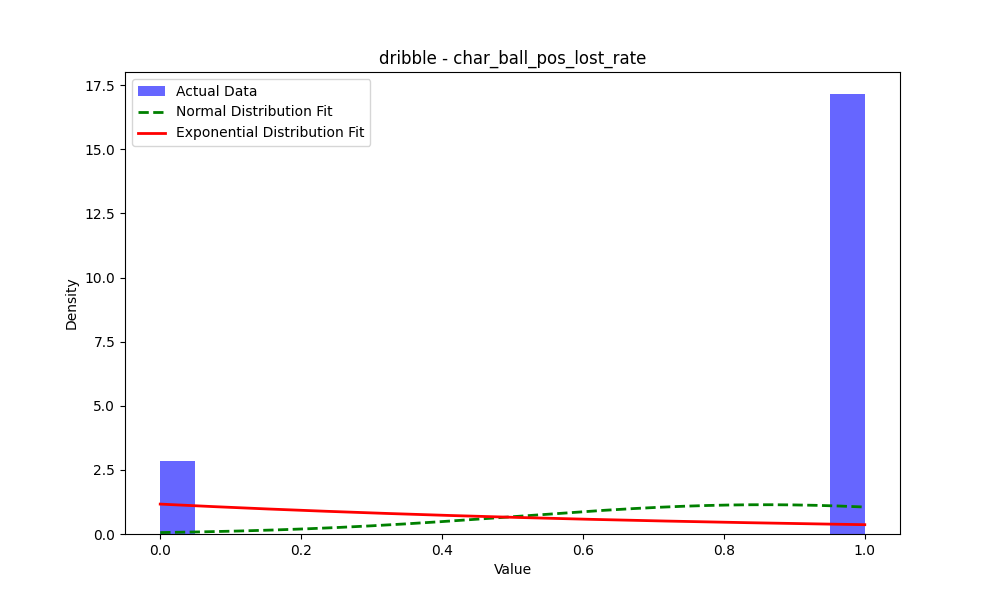 dribble - char_ball_pos_lost_rate
Actual Data
Normal Distribution Fit
Exponential Distribution Fit
17.5
15.0
12.5
10.0
7.5
5.0
2.5
0.0
Density
0.0 0.2 0.4 0.6 0.8 1.0
Value